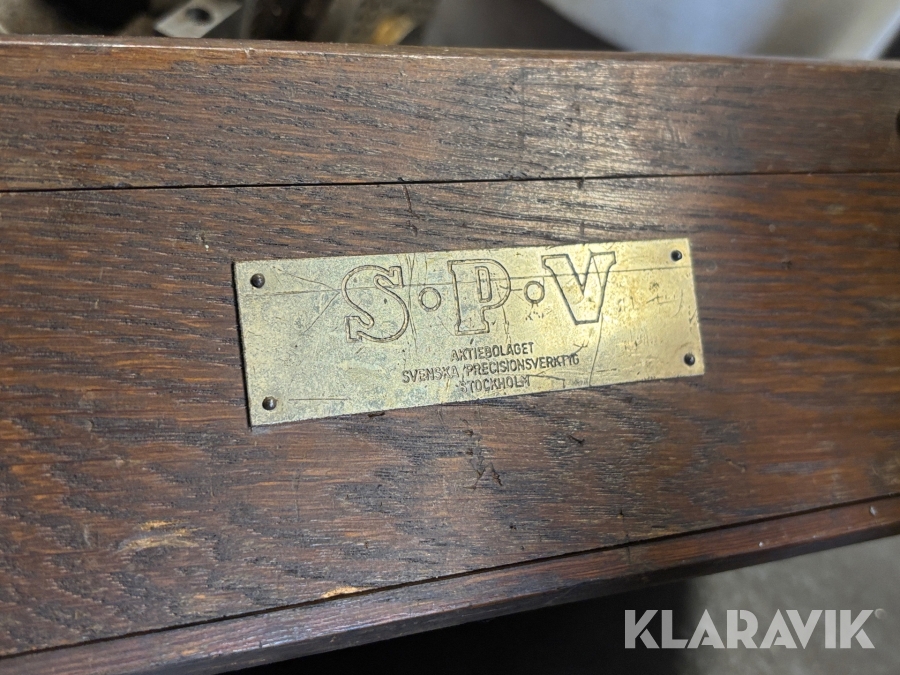 S·P·V
AKTIEBOLAGET
SVENSKA PRECISIONSVERKTYG
STOCKHOLM
KLARAVIK